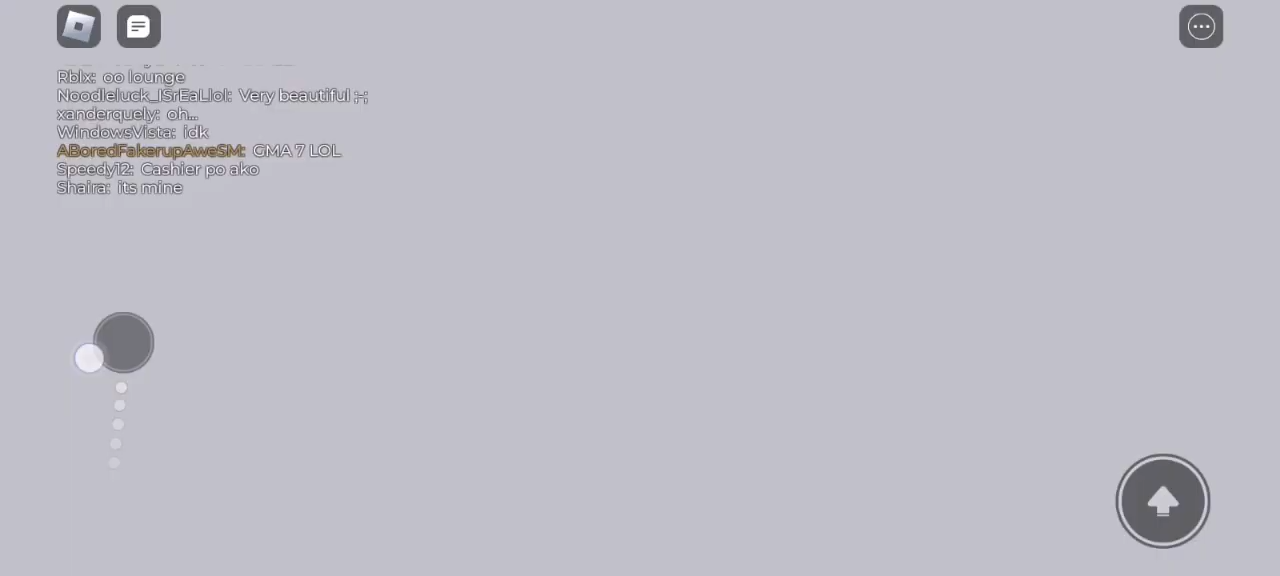 Rblx: oo lounge
Noodleluck_ISrEaLlol: Very beautiful ;-;
xanderquely: oh...
WindowsVista: idk
ABoredFakerupAweSM: GMA 7 LOL
Speedy12: Cashier po ako
Shaira: its mine